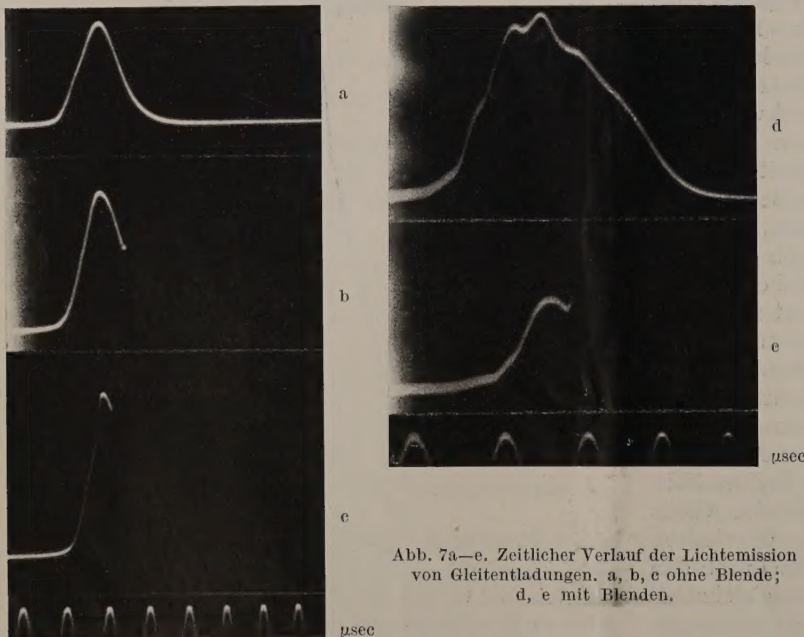 a
b
c
µsec
d
e
µsec
Abb. 7a—e. Zeitlicher Verlauf der Lichtemission
von Gleitentladungen. a, b, c ohne Blende;
d, e mit Blenden.